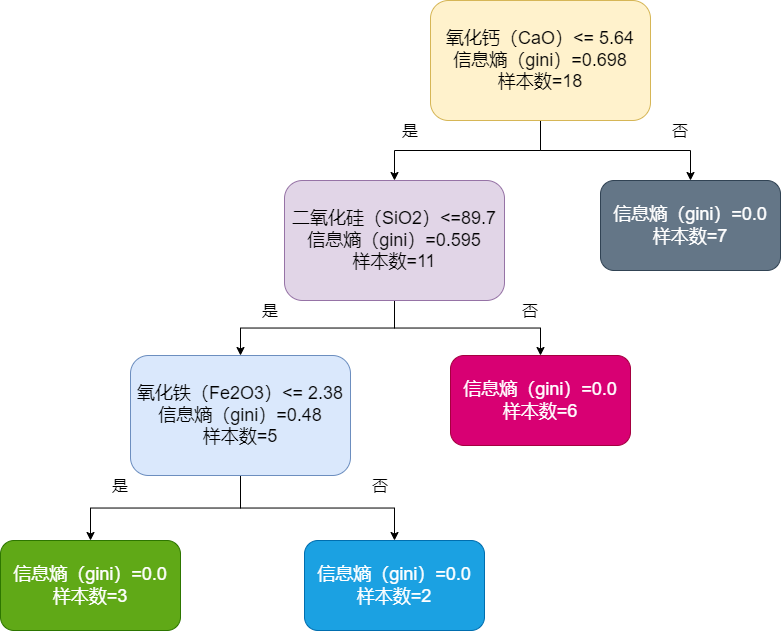 氧化钙（CaO）<= 5.64
信息熵（gini）=0.698
样本数=18
是
否
二氧化硅（SiO2）<=89.7
信息熵（gini）=0.595
样本数=11
信息熵（gini）=0.0
样本数=7
是
否
氧化铁（Fe2O3）<= 2.38
信息熵（gini）=0.48
样本数=5
信息熵（gini）=0.0
样本数=6
是
否
信息熵（gini）=0.0
样本数=3
信息熵（gini）=0.0
样本数=2